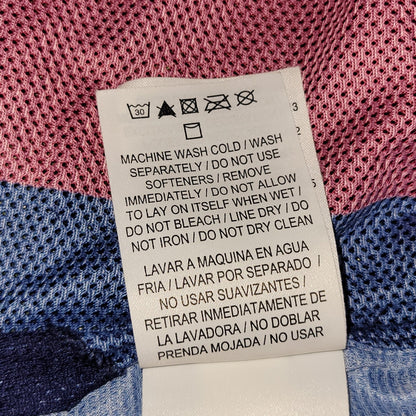 30
MACHINE WASH COLD / WASH
SEPARATELY / DO NOT USE
SOFTENERS / REMOVE
IMMEDIATELY / DO NOT ALLOW
TO LAY ON ITSELF WHEN WET /
DO NOT BLEACH / LINE DRY / DO
NOT IRON / DO NOT DRY CLEAN
LAVAR A MAQUINA EN AGUA
FRIA / LAVAR POR SEPARADO /
NO USAR SUAVIZANTES /
RETIRAR INMEDIATAMENTE DE
LA LAVADORA / NO DOBLAR
PRENDA MOJADA / NO USAR